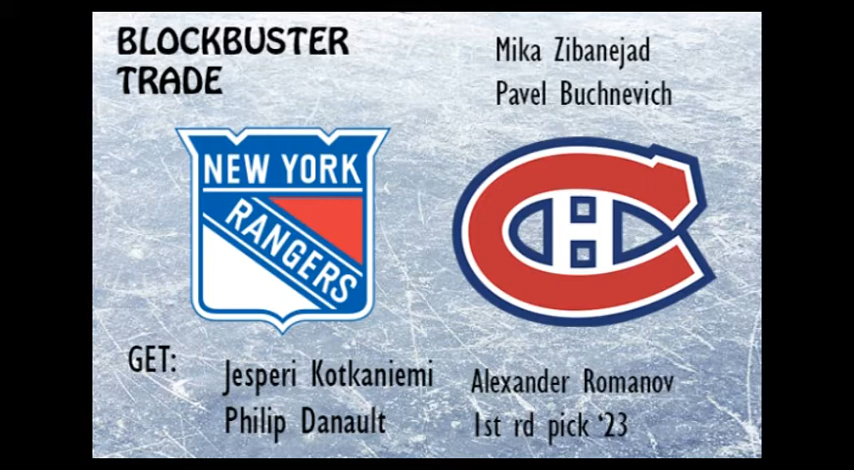 BLOCKBUSTER
TRADE
Mika Zibanejad
Pavel Buchnevich
NEW YORK
RANGERS
H
GET:
Jesperi Kotkaniemi
Philip Danault
Alexander Romanov
1st rd pick ‘23